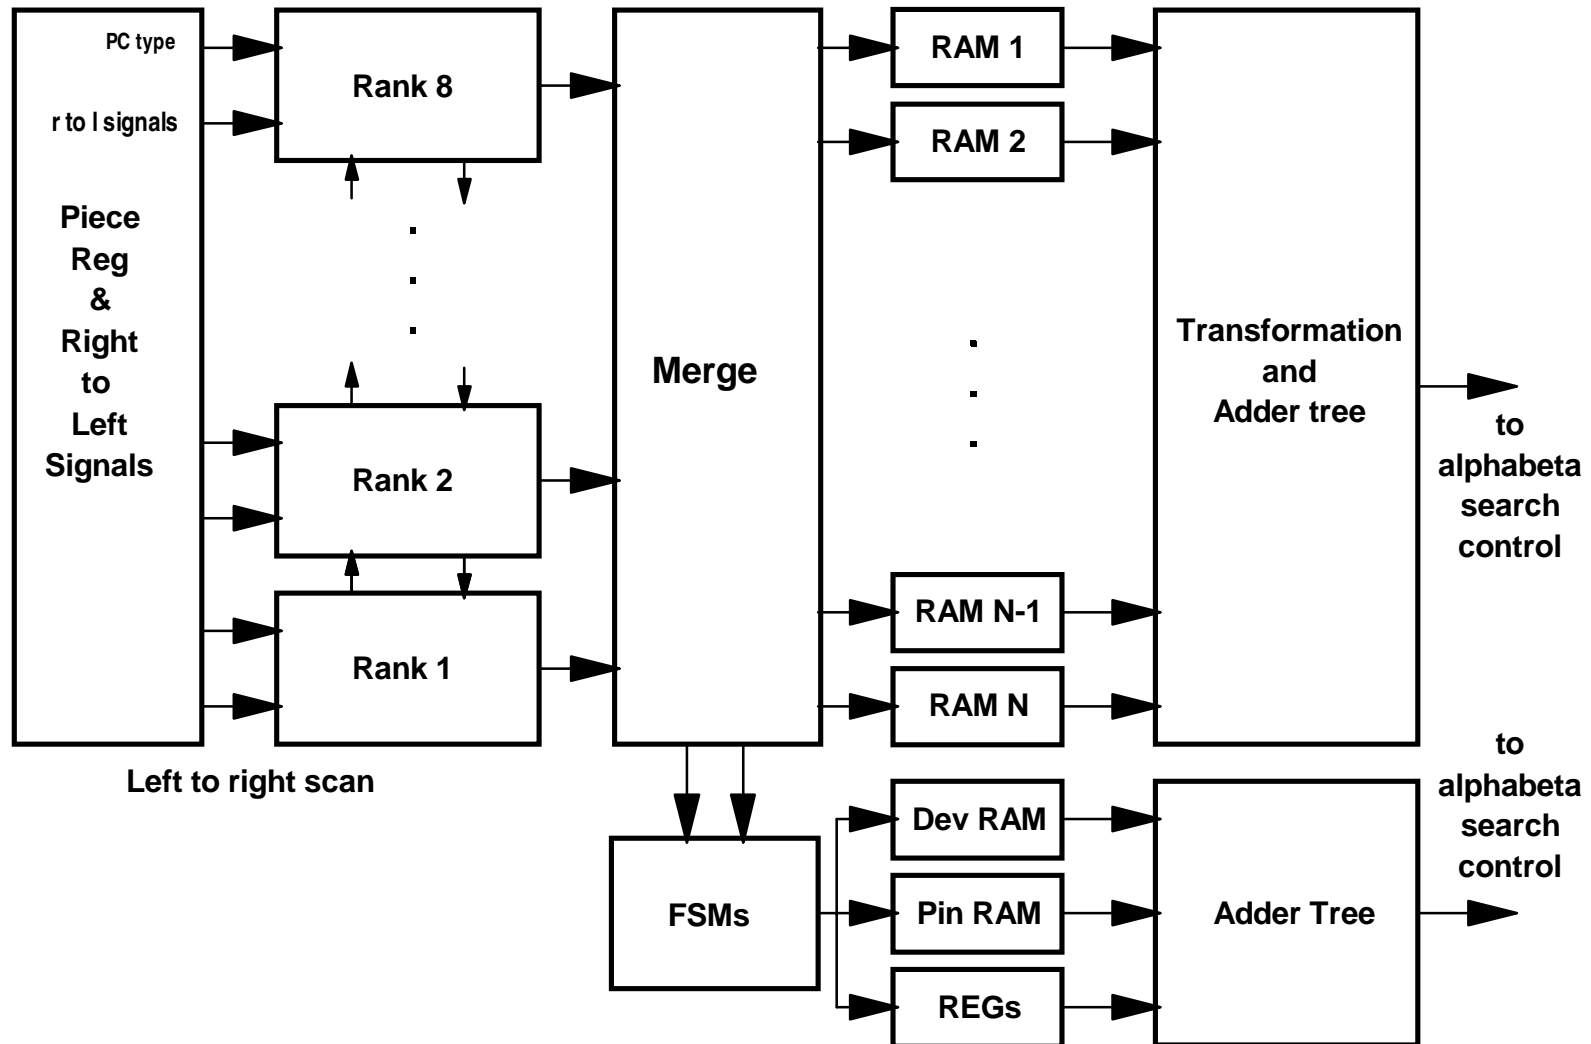 PC type
r to l signals
Piece
Reg
&
Right
to
Left
Signals
Rank 8
Rank 2
Rank 1
Left to right scan
Merge
RAM 1
RAM 2
RAM N-1
RAM N
Transformation
and
Adder tree
to
alphabeta
search
control
FSMs
Dev RAM
Pin RAM
REGs
Adder Tree
to
alphabeta
search
control